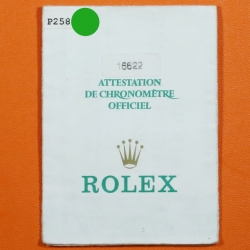 P258
16622
ATTESTATION
DE CHRONOMÈTRE
OFFICIEL
ROLEX